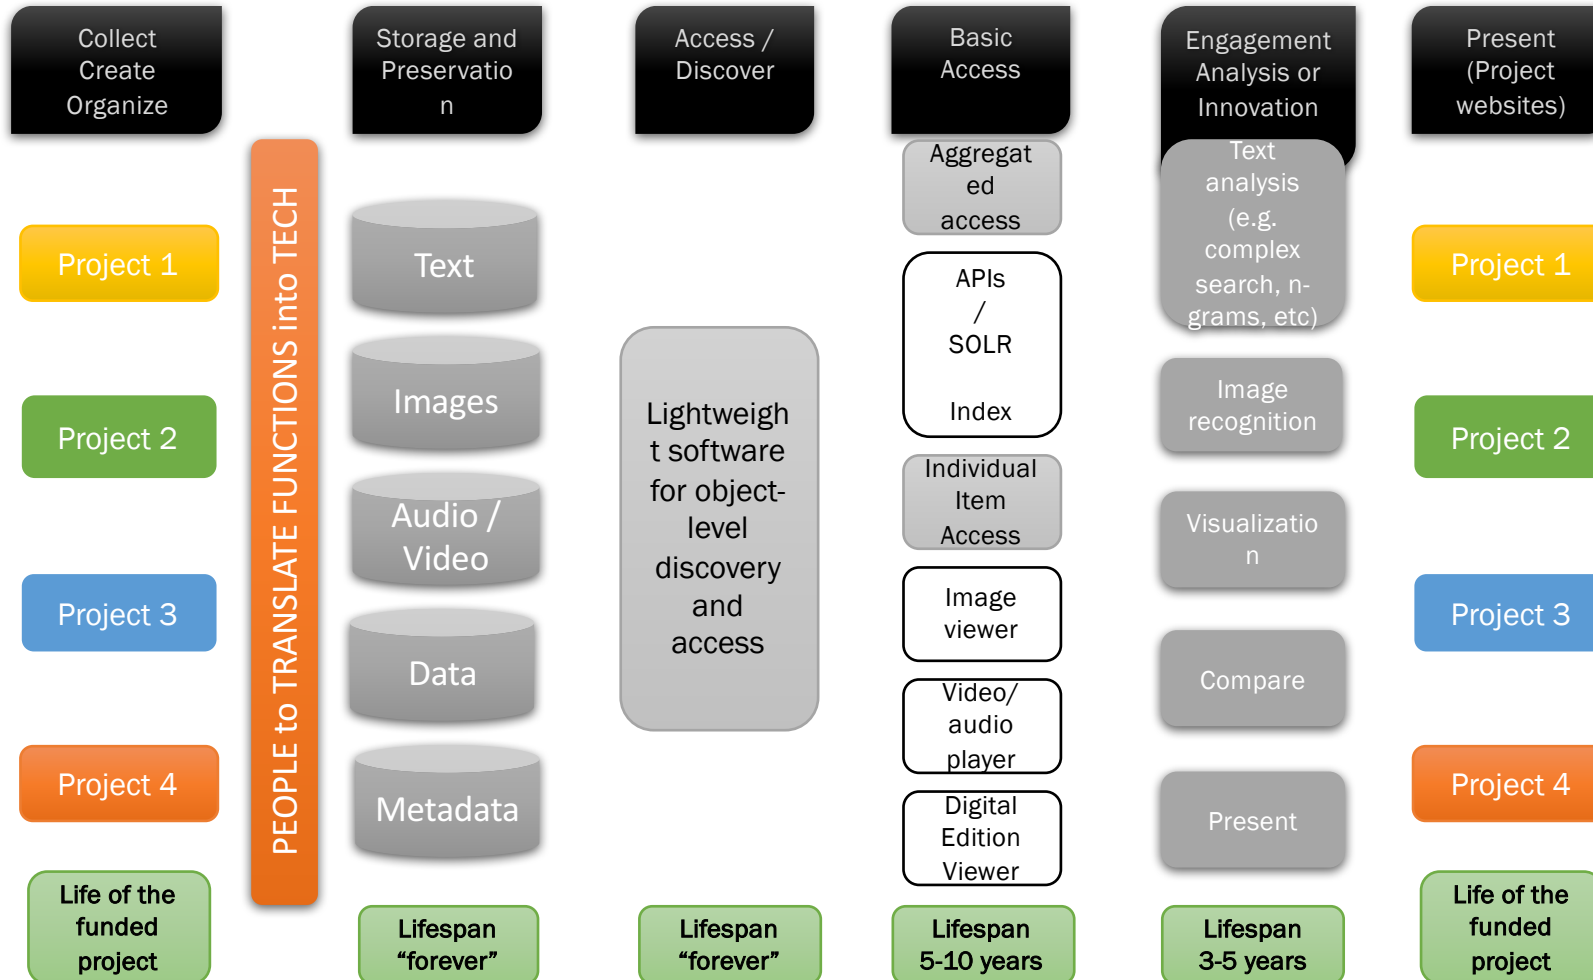 Collect
Create
Organize
Storage and
Preservatio
n
Access /
Discover
Basic
Access
Engagement
Analysis or
Innovation
Present
(Project
websites)
Project 1
Project 2
Project 3
Project 4
Life of the
funded
project
PEOPLE to TRANSLATE FUNCTIONS into TECH
Text
Images
Audio /
Video
Data
Metadata
Lifespan
“forever”
Lightweigh
t software
for object-
level
discovery
and
access
Lifespan
“forever”
Aggregat
ed
access
APIs
/
SOLR
Index
Individual
Item
Access
Image
viewer
Video/
audio
player
Digital
Edition
Viewer
Lifespan
5-10 years
Text
analysis
(e.g.
complex
search, n-
grams, etc)
Image
recognition
Visualizatio
n
Compare
Present
Lifespan
3-5 years
Project 1
Project 2
Project 3
Project 4
Life of the
funded
project